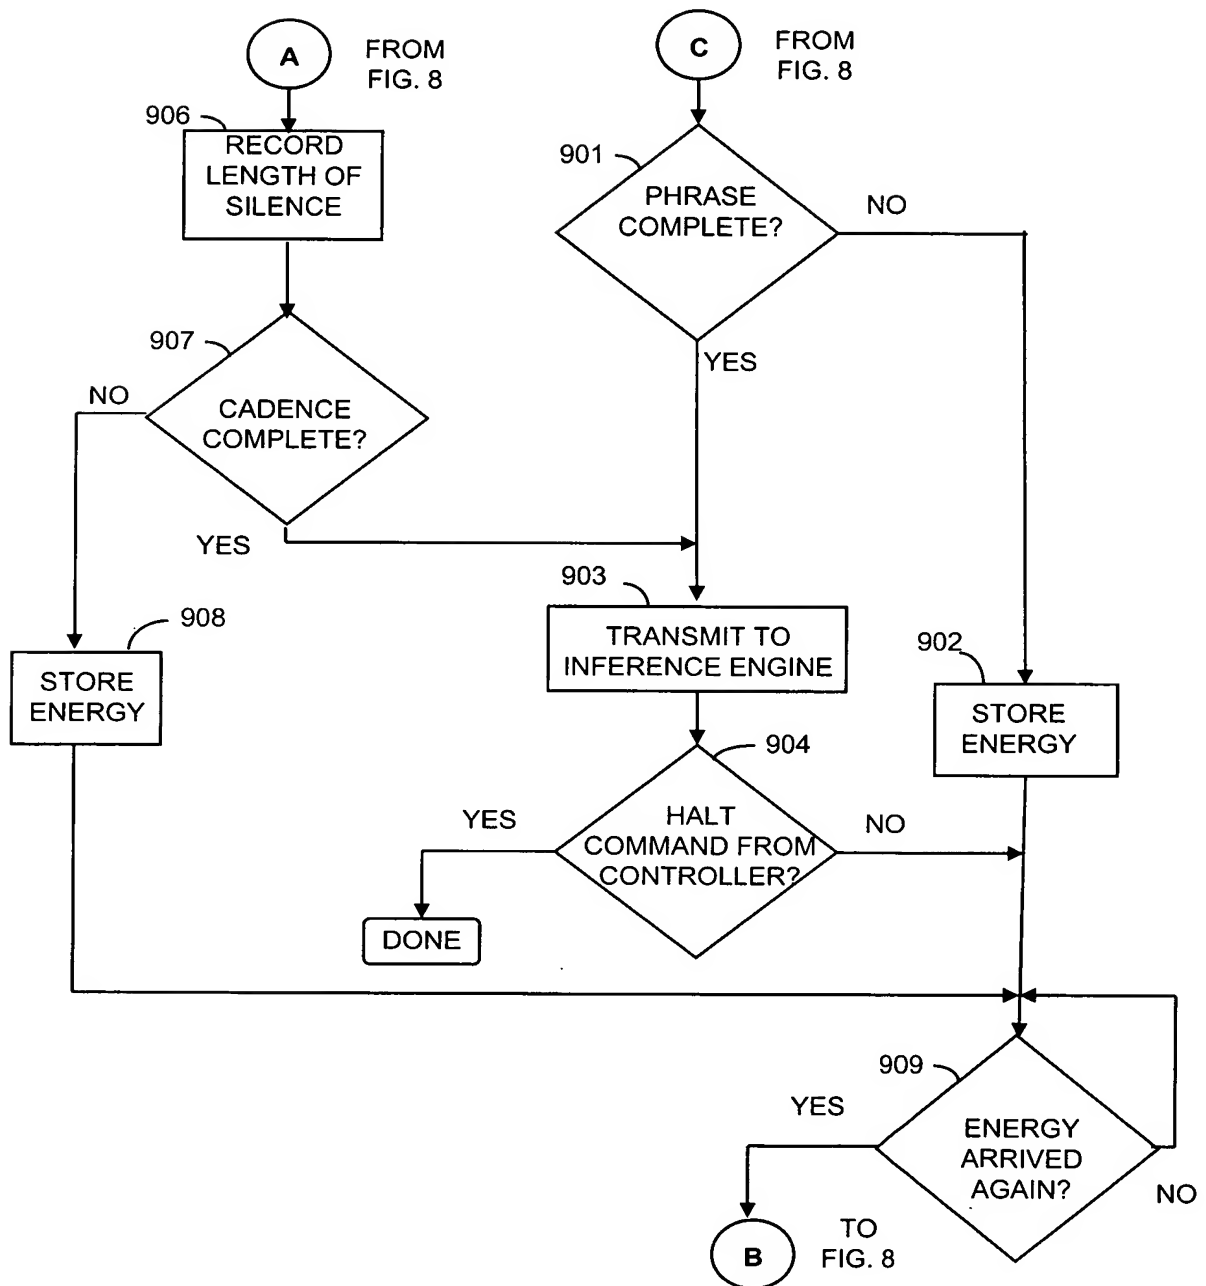 A
FROM
FIG. 8
C
FROM
FIG. 8
906
RECORD
LENGTH OF
SILENCE
901
PHRASE
COMPLETE?
NO
YES
907
NO
CADENCE
COMPLETE?
YES
903
TRANSMIT TO
INFERENCE ENGINE
908
STORE
ENERGY
902
STORE
ENERGY
904
YES
HALT
COMMAND FROM
CONTROLLER?
NO
DONE
909
YES
ENERGY
ARRIVED
AGAIN?
NO
B
TO
FIG. 8